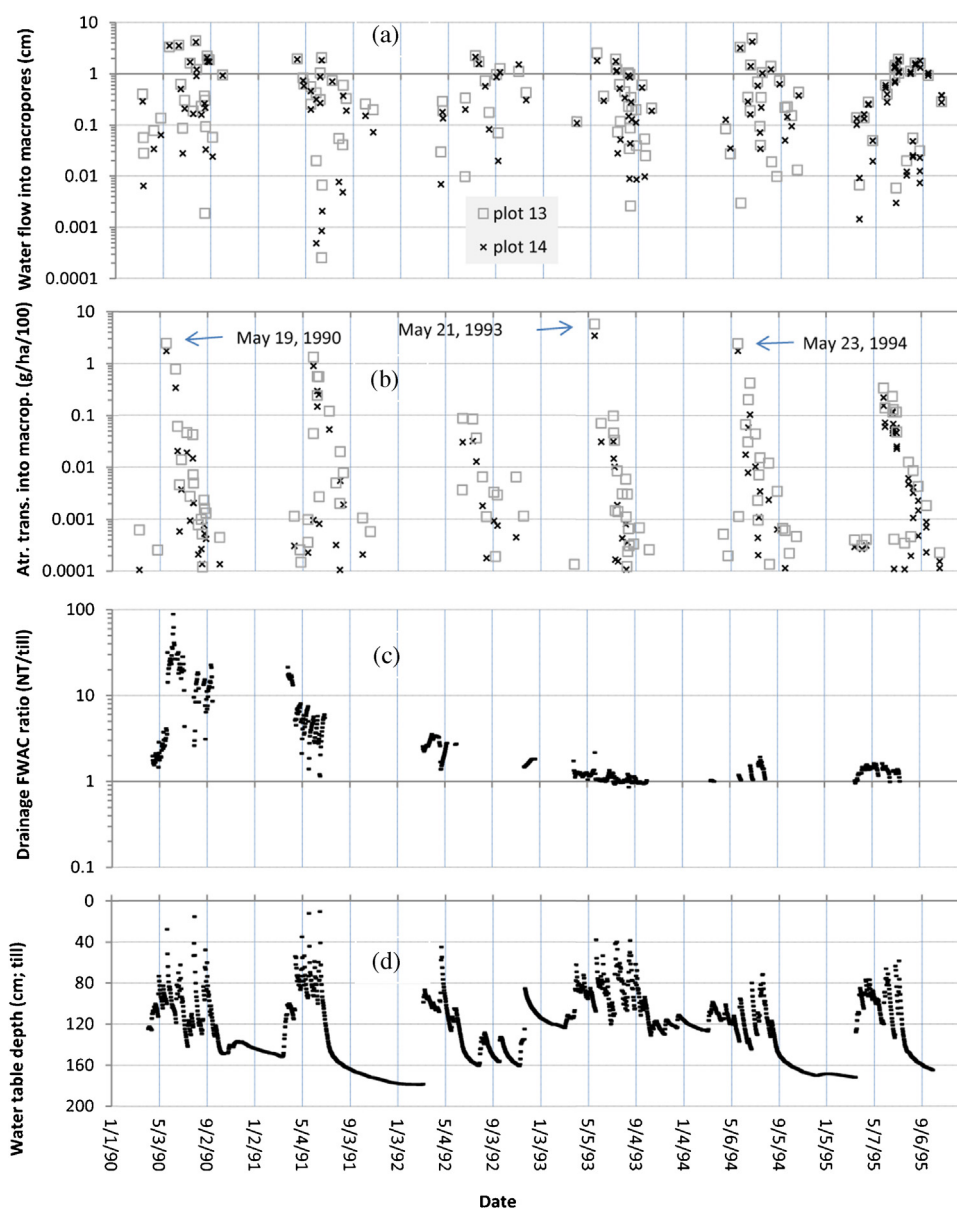 Water flow into macropores (cm)
10
1
0.1
0.01
0.001
0.0001
(a)
plot 13
plot 14
Atr. trans. into macrop. (g/ha/100)
10
1
0.1
0.01
0.001
0.0001
May 19, 1990
May 21, 1993
May 23, 1994
(b)
Drainage FWAC ratio (NT/till)
100
10
1
0.1
(c)
Water table depth (cm; till)
0
40
80
120
160
200
(d)
1/1/90
5/3/90
9/2/90
1/2/91
5/4/91
9/3/91
1/3/92
5/4/92
9/3/92
1/3/93
5/5/93
9/4/93
1/4/94
5/6/94
9/5/94
1/5/95
5/7/95
9/6/95
Date